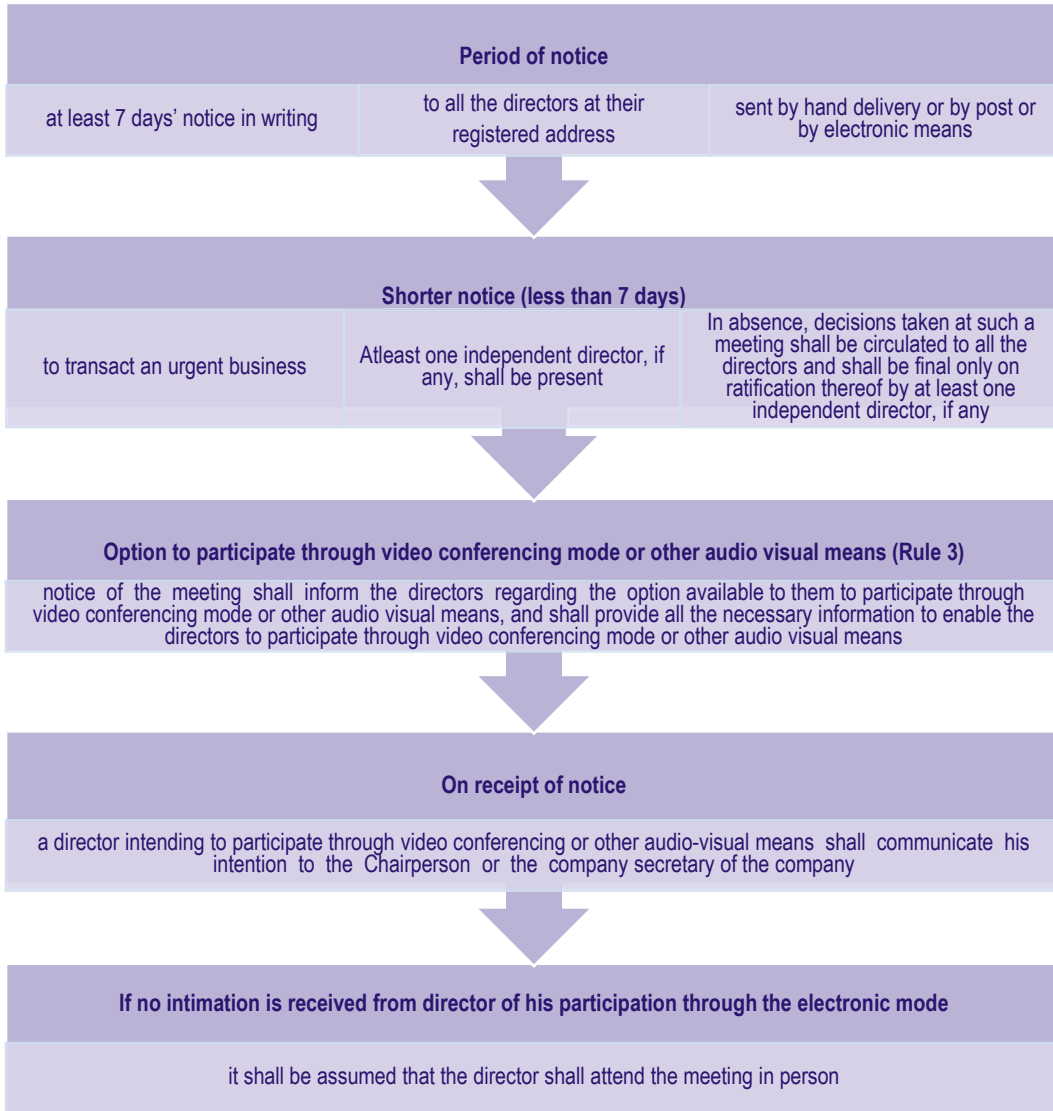 Period of notice
at least 7 days' notice in writing
to all the directors at their
registered address
sent by hand delivery or by post or
by electronic means
Shorter notice (less than 7 days)
to transact an urgent business
Atleast one independent director, if
any, shall be present
In absence, decisions taken at such a
meeting shall be circulated to all the
directors and shall be final only on
ratification thereof by at least one
independent director, if any
Option to participate through video conferencing mode or other audio visual means (Rule 3)
notice of the meeting shall inform the directors regarding the option available to them to participate through
video conferencing mode or other audio visual means, and shall provide all the necessary information to enable the
directors to participate through video conferencing mode or other audio visual means
On receipt of notice
a director intending to participate through video conferencing or other audio-visual means shall communicate his
intention to the Chairperson or the company secretary of the company
If no intimation is received from director of his participation through the electronic mode
it shall be assumed that the director shall attend the meeting in person